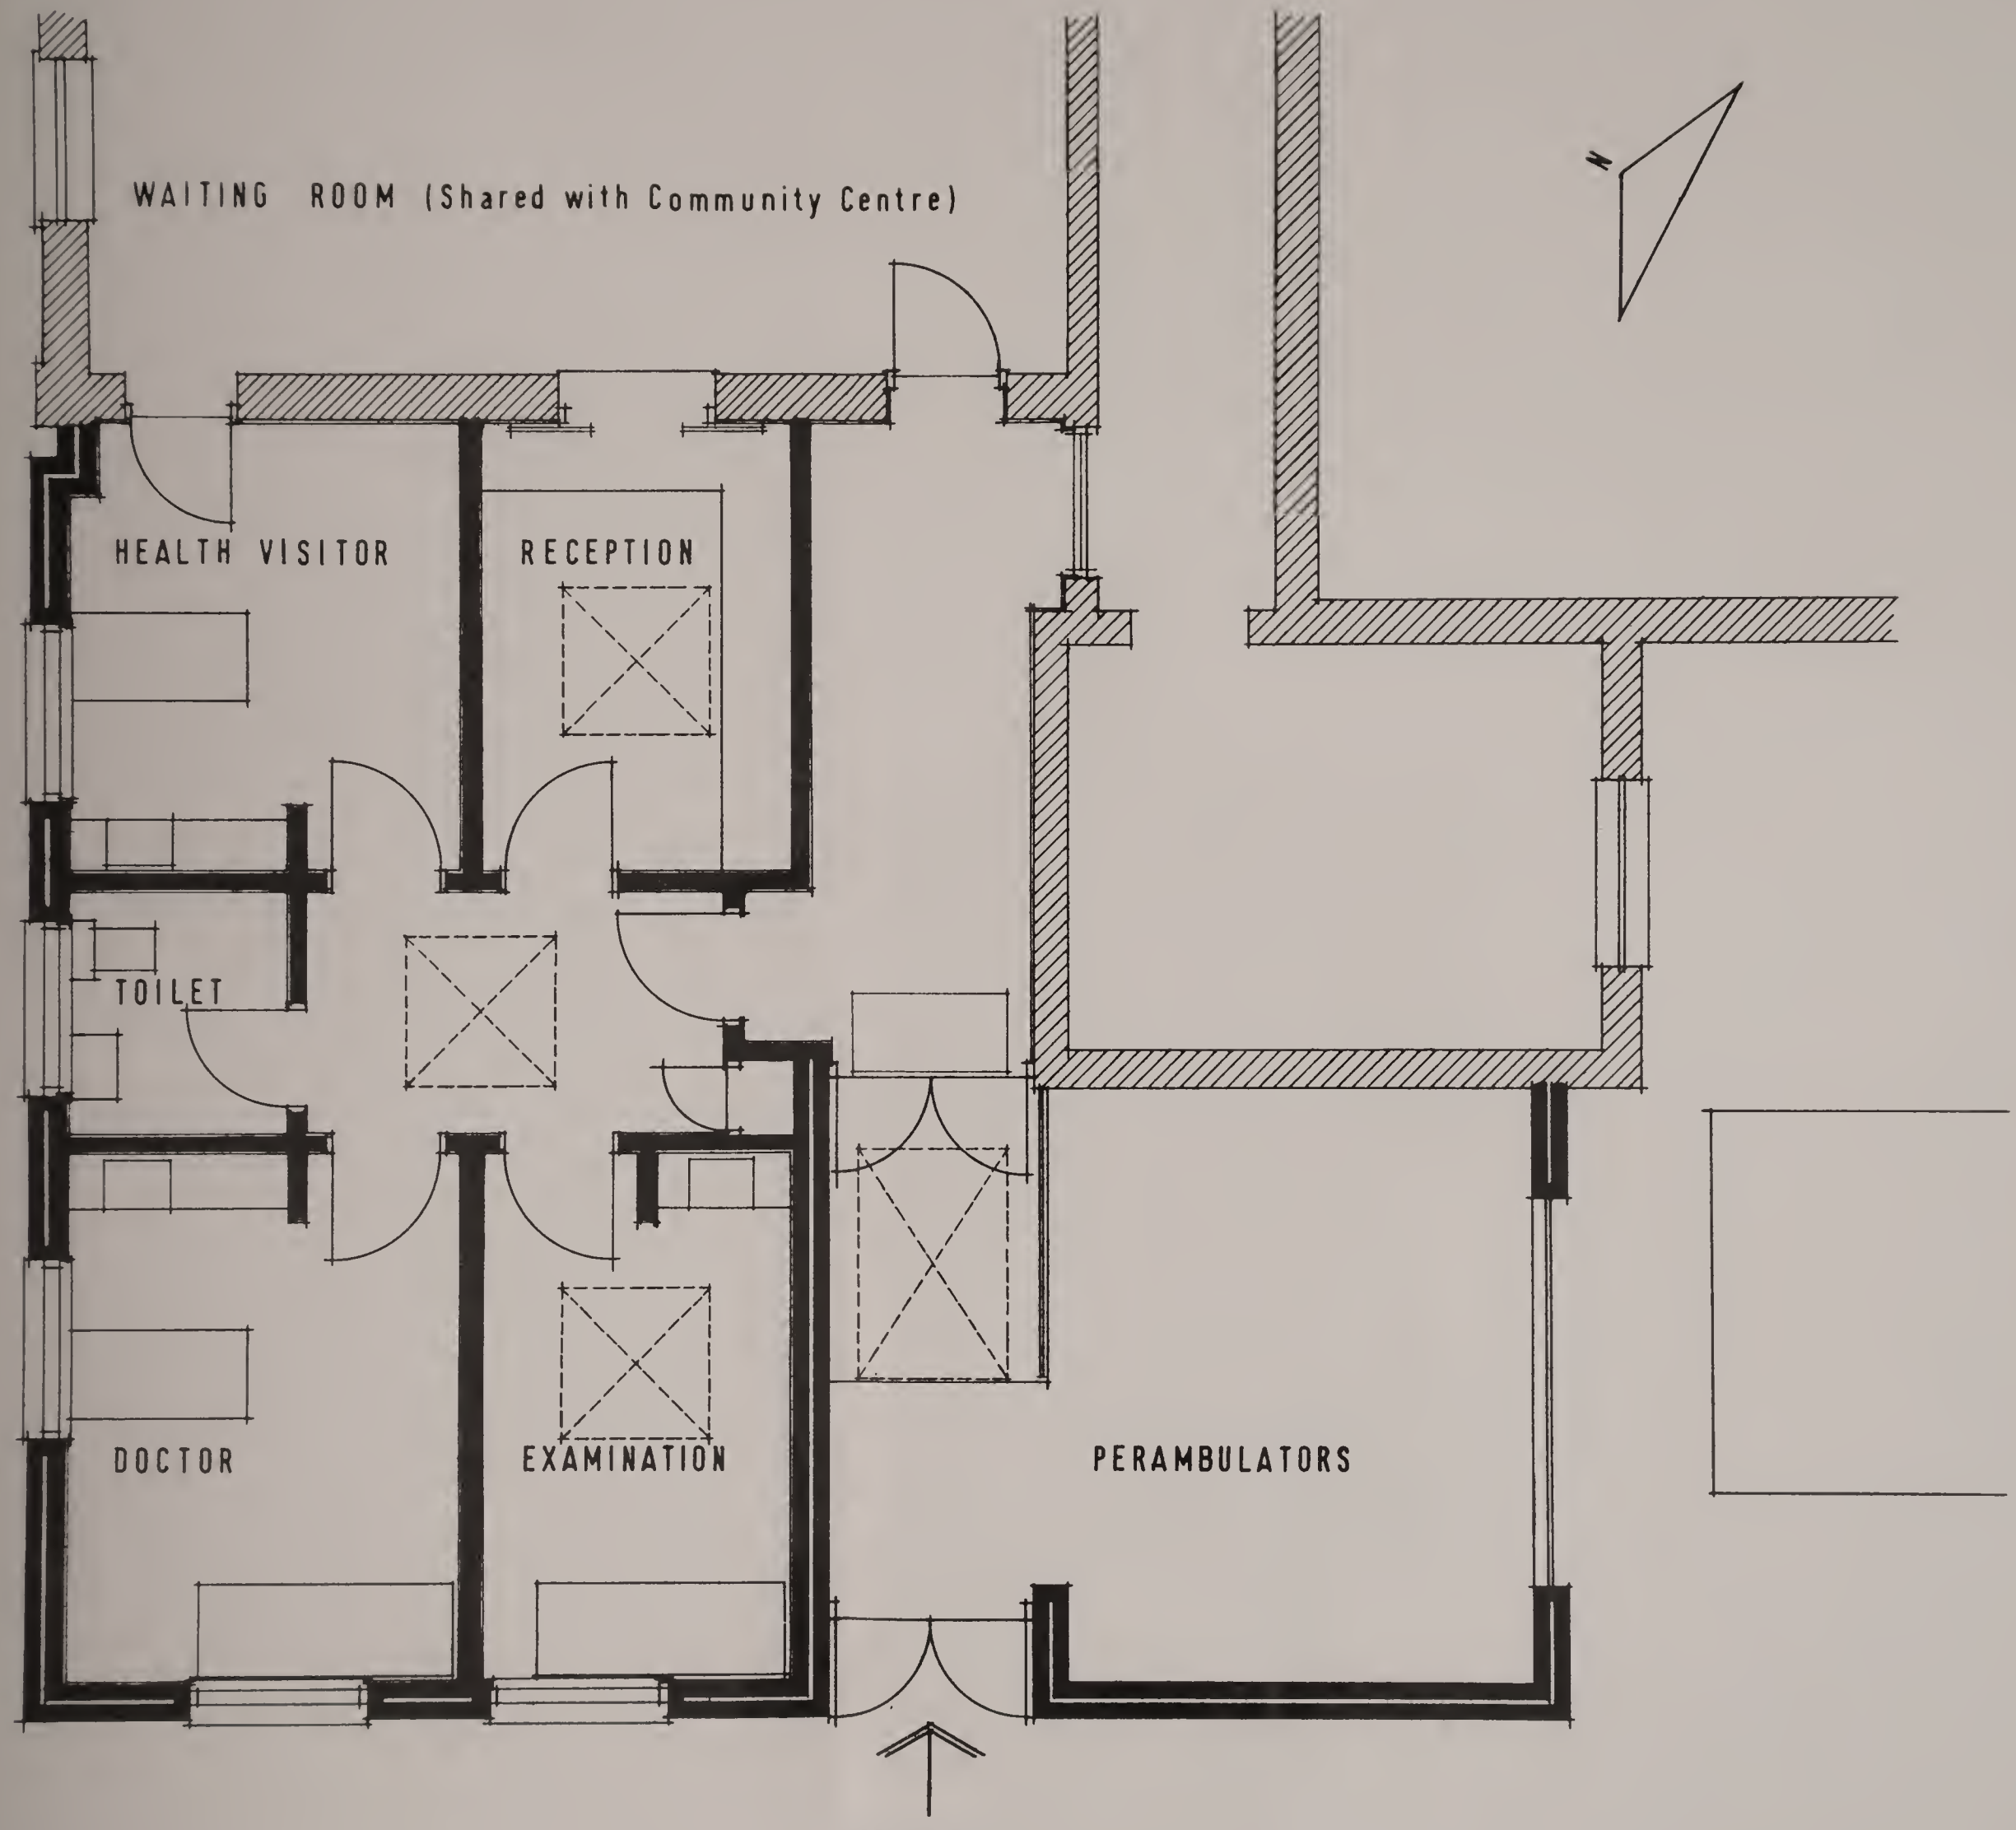 WAITING ROOM (Shared with Community Centre)
N
HEALTH VISITOR
RECEPTION
TOILET
DOCTOR
EXAMINATION
PERAMBULATORS